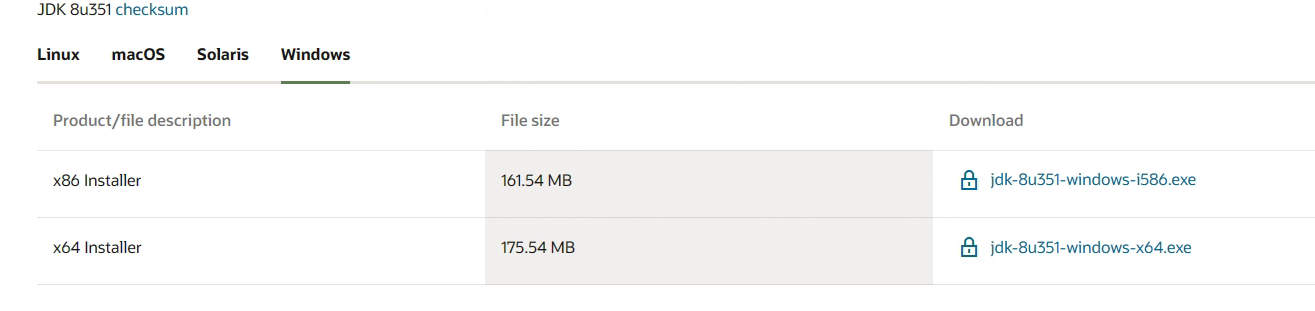 JDK 8u351 checksum
Linux macOS Solaris Windows
Product/file description File size Download
x86 Installer 161.54 MB jdk-8u351-windows-i586.exe
x64 Installer 175.54 MB jdk-8u351-windows-x64.exe